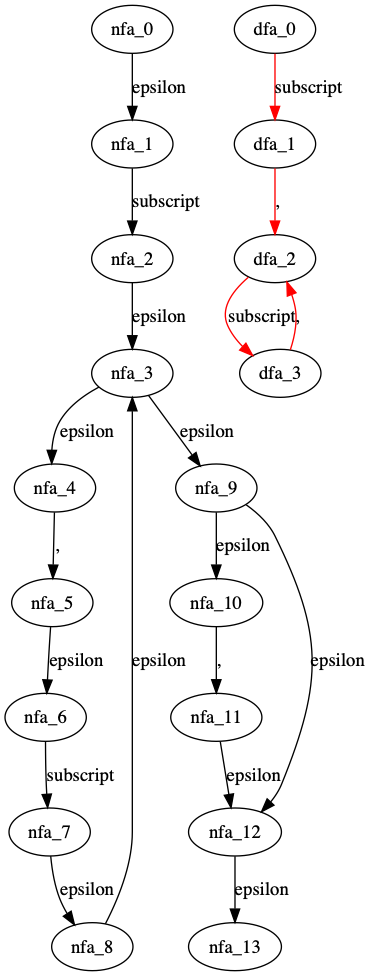 nfa_0 dfa_0
epsilon subscript
nfa_1 dfa_1
subscript ,
nfa_2 dfa_2
epsilon subscript ,
nfa_3 dfa_3
epsilon epsilon
nfa_4 nfa_9
, epsilon
nfa_5 nfa_10
epsilon epsilon , epsilon
nfa_6 nfa_11
subscript epsilon
nfa_7 nfa_12
epsilon epsilon
nfa_8 nfa_13